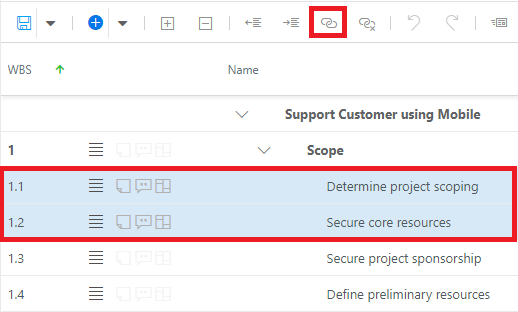 WBS Name
Support Customer using Mobile
1 Scope
1.1 Determine project scoping
1.2 Secure core resources
1.3 Secure project sponsorship
1.4 Define preliminary resources